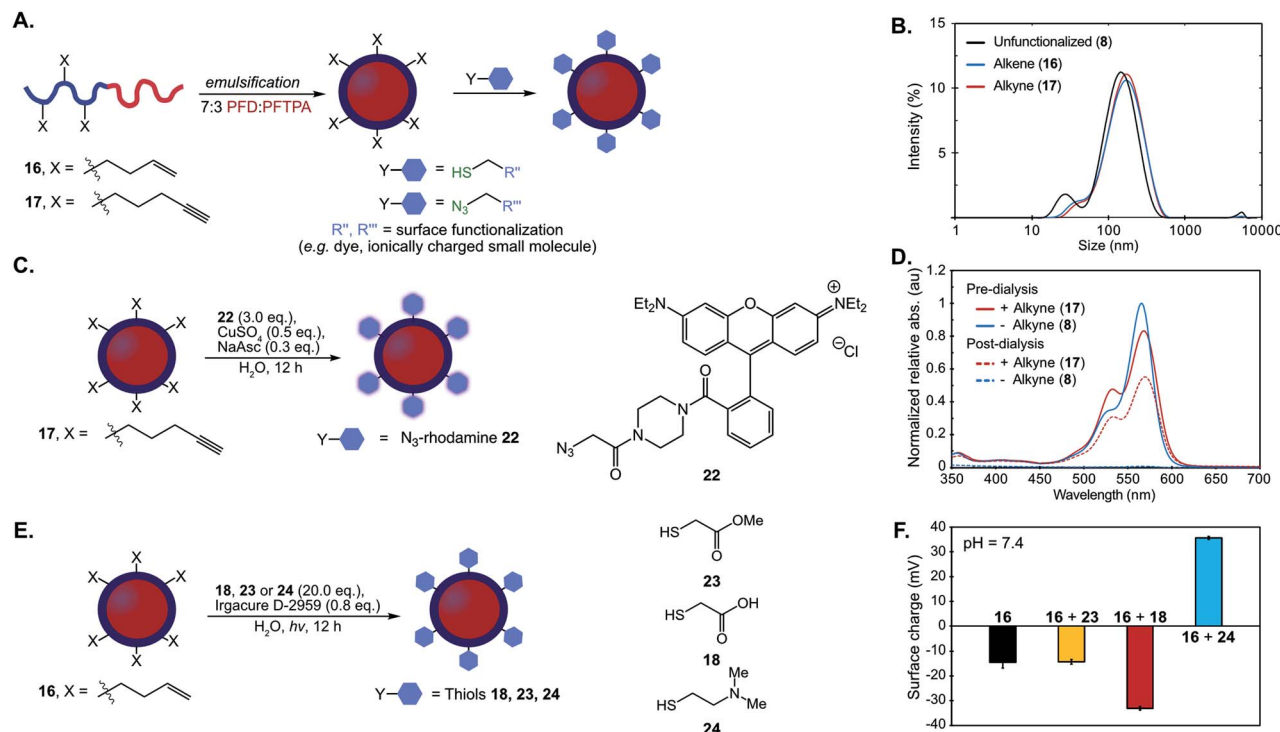 A.
X
X
X
emulsification
7:3 PFD:PFTPA
X
X
X
X
X
X
Y
16, X =
17, X =
Y = HS R''
Y = N3 R'''
R'', R''' = surface functionalization
(e.g. dye, ionically charged small molecule)
B.
Intensity (%)
15
10
5
Unfunctionalized (8)
Alkene (16)
Alkyne (17)
1 10 100 1000 10000
Size (nm)
C.
X
X
X
X
X
X
22 (3.0 eq.),
CuSO4 (0.5 eq.),
NaAsc (0.3 eq.)
H2O, 12 h
17, X =
Y = N3-rhodamine 22
Et2N
O
⊕
NEt2
⊖Cl
O
N
N
N3
O
22
D.
Normalized relative abs. (au)
1.2
1
0.8
0.6
0.4
0.2
0
Pre-dialysis
+ Alkyne (17)
- Alkyne (8)
Post-dialysis
+ Alkyne (17)
- Alkyne (8)
350 400 450 500 550 600 650 700
Wavelength (nm)
E.
X
X
X
X
X
X
18, 23 or 24 (20.0 eq.),
Irgacure D-2959 (0.8 eq.)
H2O, hv, 12 h
16, X =
Y = Thiols 18, 23, 24
HS OMe
O
23
HS OH
O
18
HS N Me
Me
24
F.
Surface charge (mV)
40
30
20
10
0
-10
-20
-30
-40
pH = 7.4
16 16 + 23 16 + 18
16 + 24